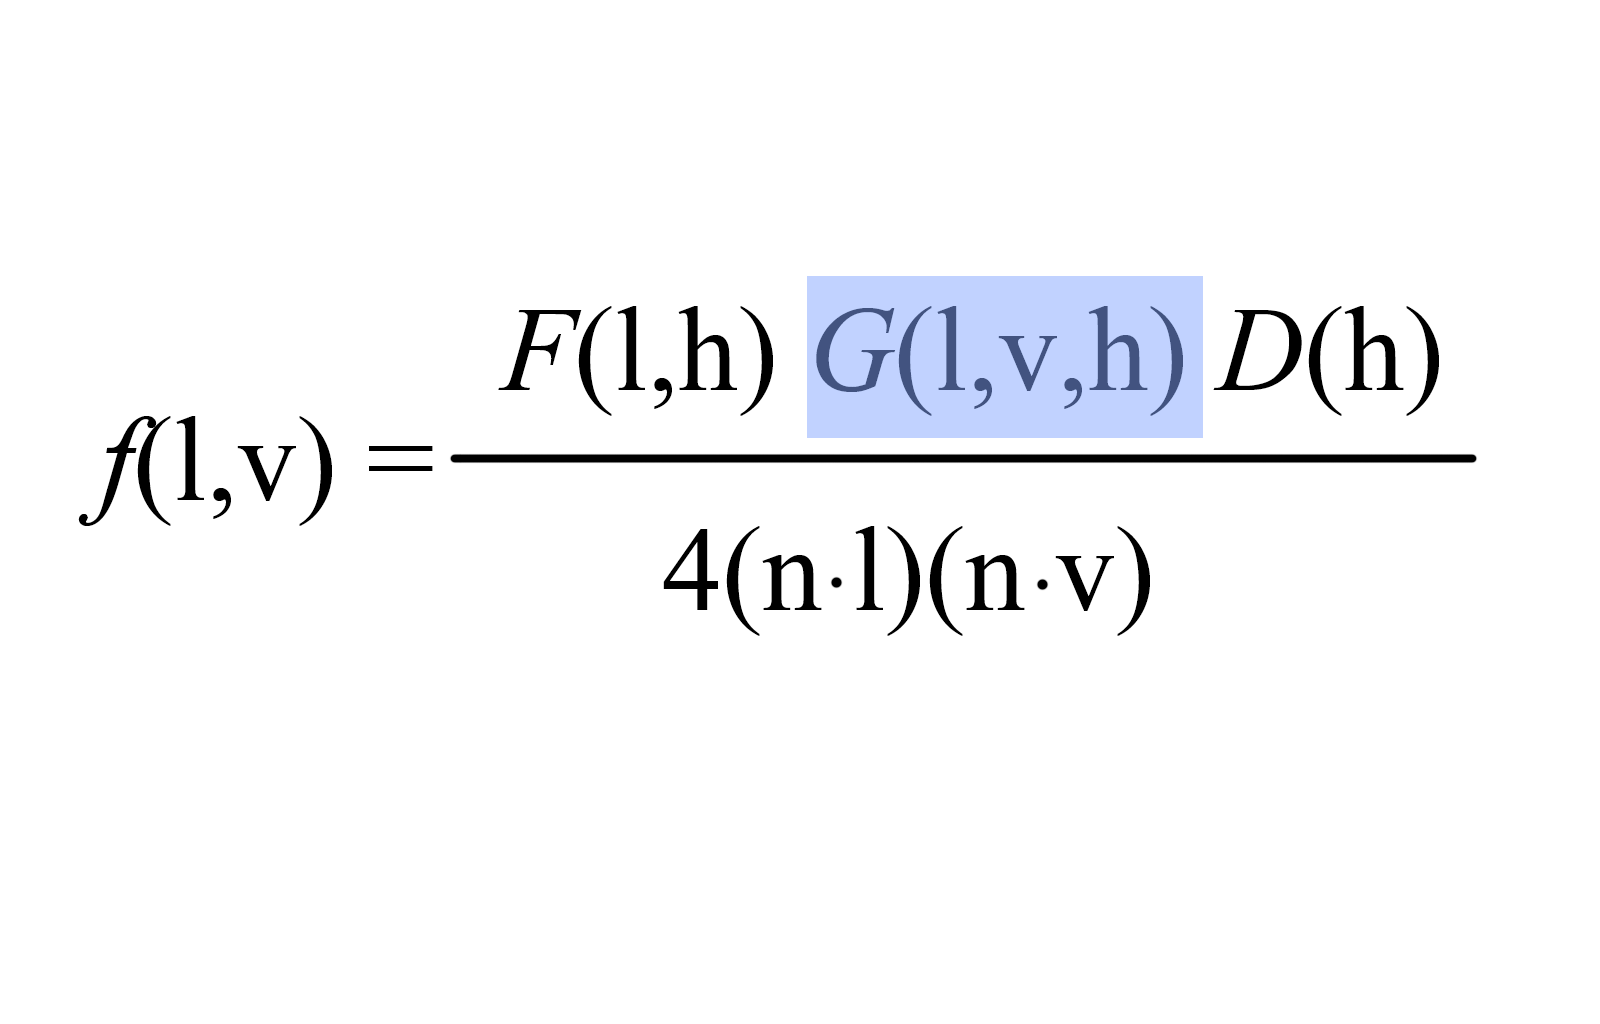 F(l,h) G(l,v,h) D(h)
f(l,v) =
4(n·l)(n·v)